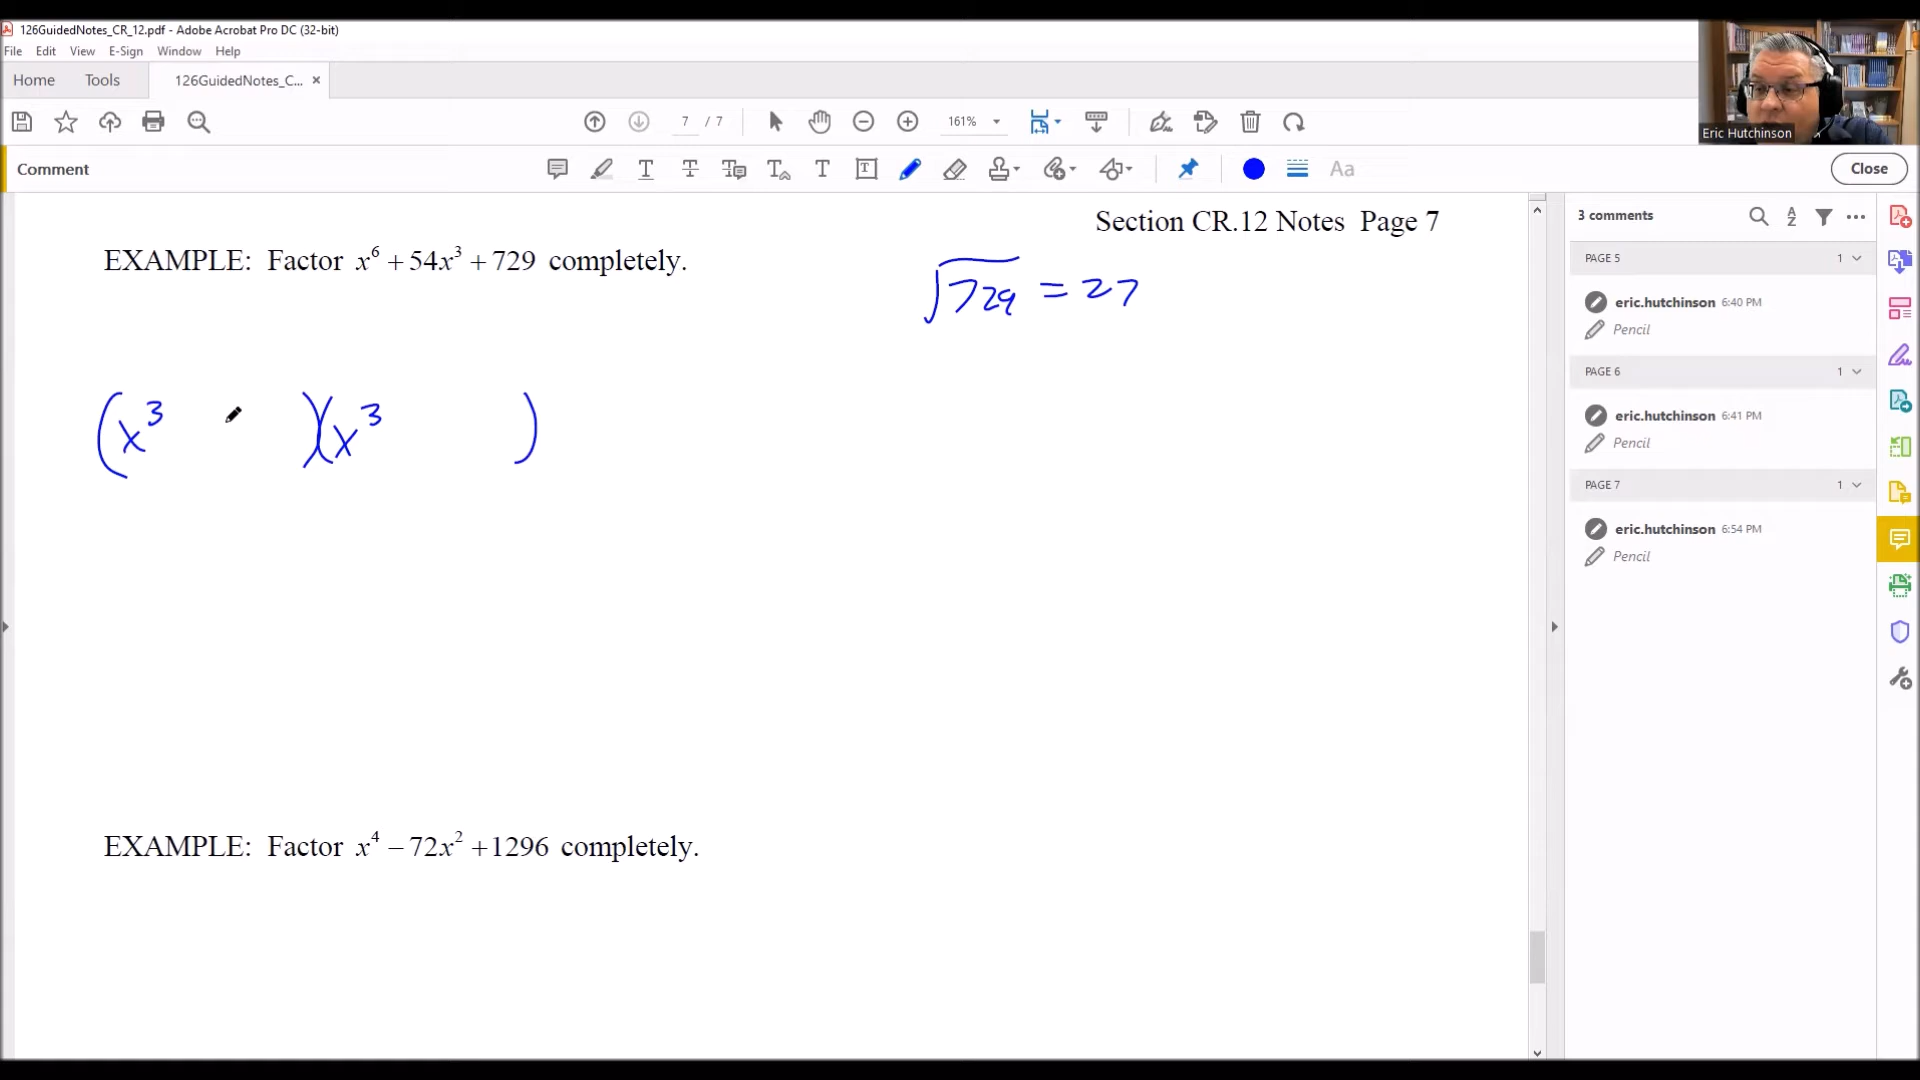 126GuidedNotes_CR_12.pdf - Adobe Acrobat Pro DC (32-bit)
File Edit View E-Sign Window Help
Home Tools 126GuidedNotes_C... ×
7 / 7 161%
Comment Aa Close
Eric Hutchinson
Section CR.12 Notes Page 7
EXAMPLE: Factor x⁶ + 54x³ + 729 completely.
√729 = 27
(x³ )(x³ )
EXAMPLE: Factor x⁴ − 72x² + 1296 completely.
3 comments
PAGE 5 1
eric.hutchinson 6:40 PM
Pencil
PAGE 6 1
eric.hutchinson 6:41 PM
Pencil
PAGE 7 1
eric.hutchinson 6:54 PM
Pencil